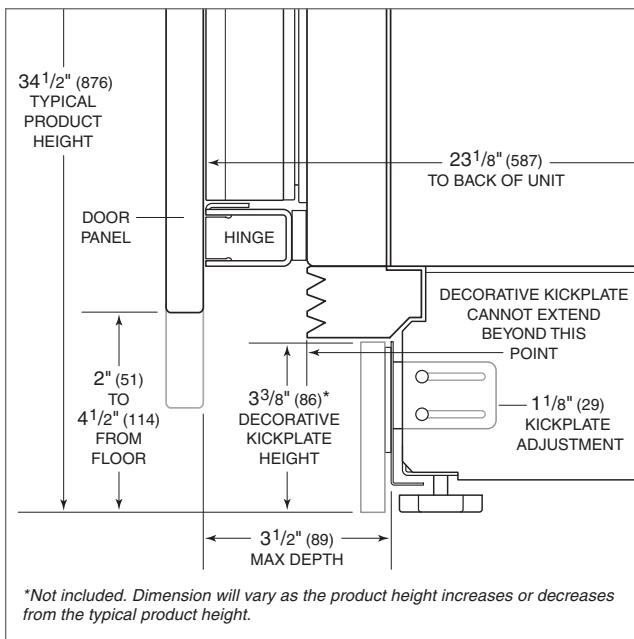 34 1/2" (876)
TYPICAL
PRODUCT
HEIGHT
23 1/8" (587)
TO BACK OF UNIT
DOOR
PANEL
HINGE
DECORATIVE KICKPLATE
CANNOT EXTEND
BEYOND THIS
POINT
2" (51)
TO
4 1/2" (114)
FROM
FLOOR
3 3/8" (86)*
DECORATIVE
KICKPLATE
HEIGHT
1 1/8" (29)
KICKPLATE
ADJUSTMENT
3 1/2" (89)
MAX DEPTH
*Not included. Dimension will vary as the product height increases or decreases
from the typical product height.